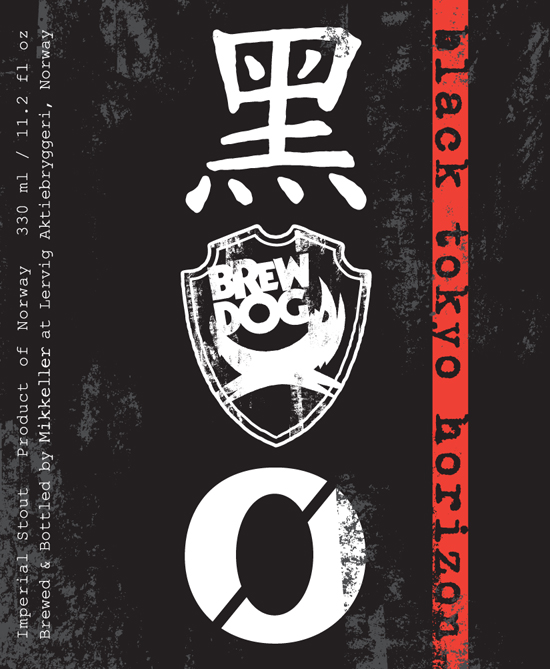 黑
BREW
DOG
Ø
black tokyo horizon
Imperial Stout Product of Norway 330 ml / 11.2 fl oz
Brewed & Bottled by Mikkeller at Lervig Aktiebryggeri, Norway